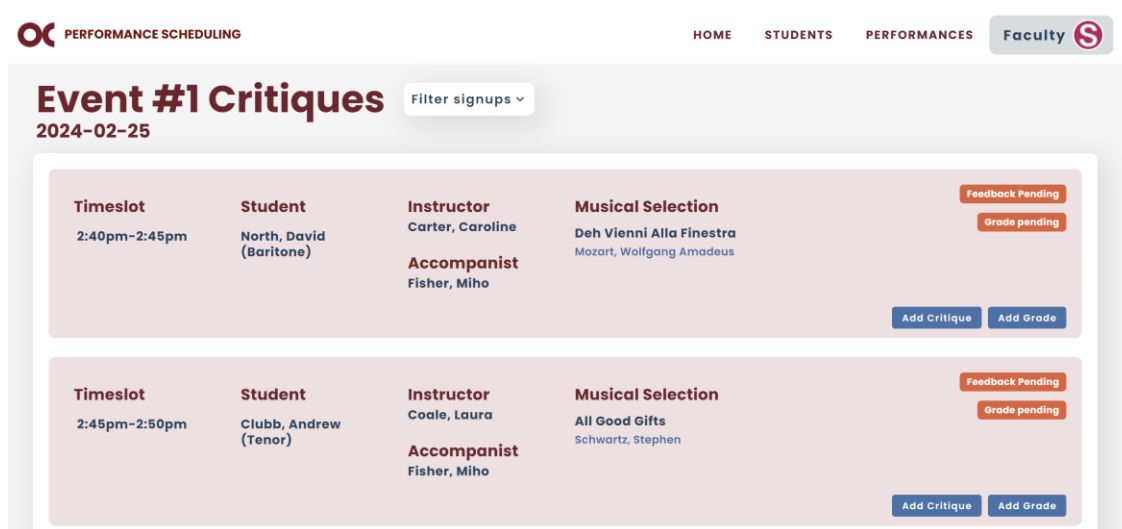 OC PERFORMANCE SCHEDULING
HOME STUDENTS PERFORMANCES Faculty S
Event #1 Critiques Filter signups
2024-02-25
Feedback Pending
Grade pending
Timeslot
2:40pm-2:45pm
Student
North, David
(Baritone)
Instructor
Carter, Caroline
Accompanist
Fisher, Miho
Musical Selection
Deh Vienni Alla Finestra
Mozart, Wolfgang Amadeus
Add Critique Add Grade
Feedback Pending
Grade pending
Timeslot
2:45pm-2:50pm
Student
Clubb, Andrew
(Tenor)
Instructor
Coale, Laura
Accompanist
Fisher, Miho
Musical Selection
All Good Gifts
Schwartz, Stephen
Add Critique Add Grade